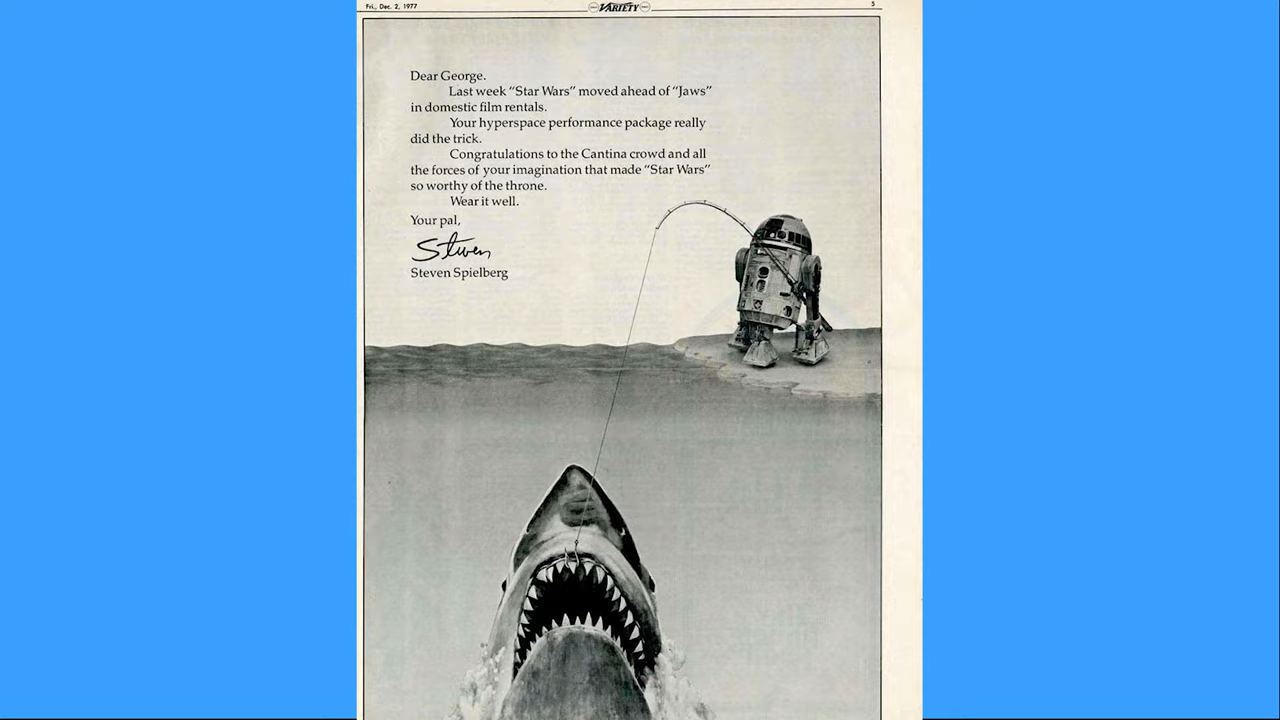 Fri., Dec. 2, 1977 VARIETY 5
Dear George.
Last week “Star Wars” moved ahead of “Jaws”
in domestic film rentals.
Your hyperspace performance package really
did the trick.
Congratulations to the Cantina crowd and all
the forces of your imagination that made “Star Wars”
so worthy of the throne.
Wear it well.
Your pal,
Steven
Steven Spielberg